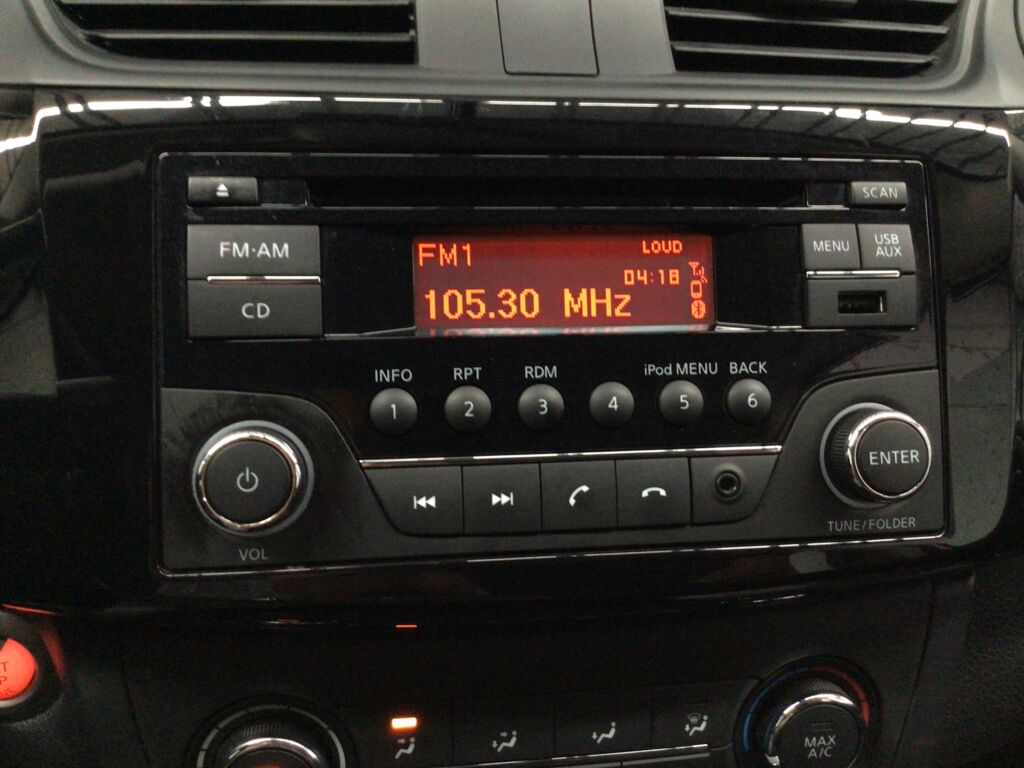 SCAN
FM·AM
FM1
LOUD
MENU
USB
AUX
04:18
CD
105.30 MHz
INFO
RPT
RDM
iPod MENU
BACK
1
2
3
4
5
6
ENTER
VOL
TUNE/FOLDER
MAX
A/C